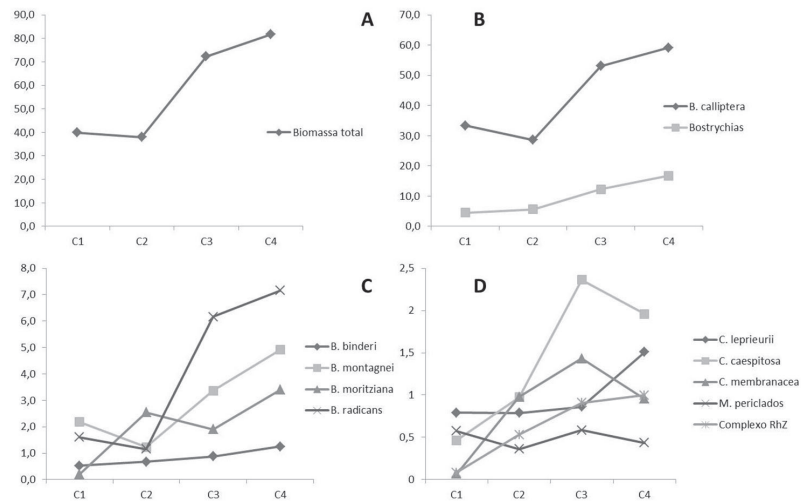 A
90,0
80,0
70,0
60,0
50,0
40,0
30,0
20,0
10,0
0,0
C1 C2 C3 C4
Biomassa total
B
70,0
60,0
50,0
40,0
30,0
20,0
10,0
0,0
C1 C2 C3 C4
B. calliptera
Bostrychias
C
8,0
7,0
6,0
5,0
4,0
3,0
2,0
1,0
0,0
C1 C2 C3 C4
B. binderi
B. montagnei
B. moritziana
B. radicans
D
2,5
2
1,5
1
0,5
0
C1 C2 C3 C4
C. leprieurii
C. caespitosa
C. membranacea
M. periclados
Complexo RhZ